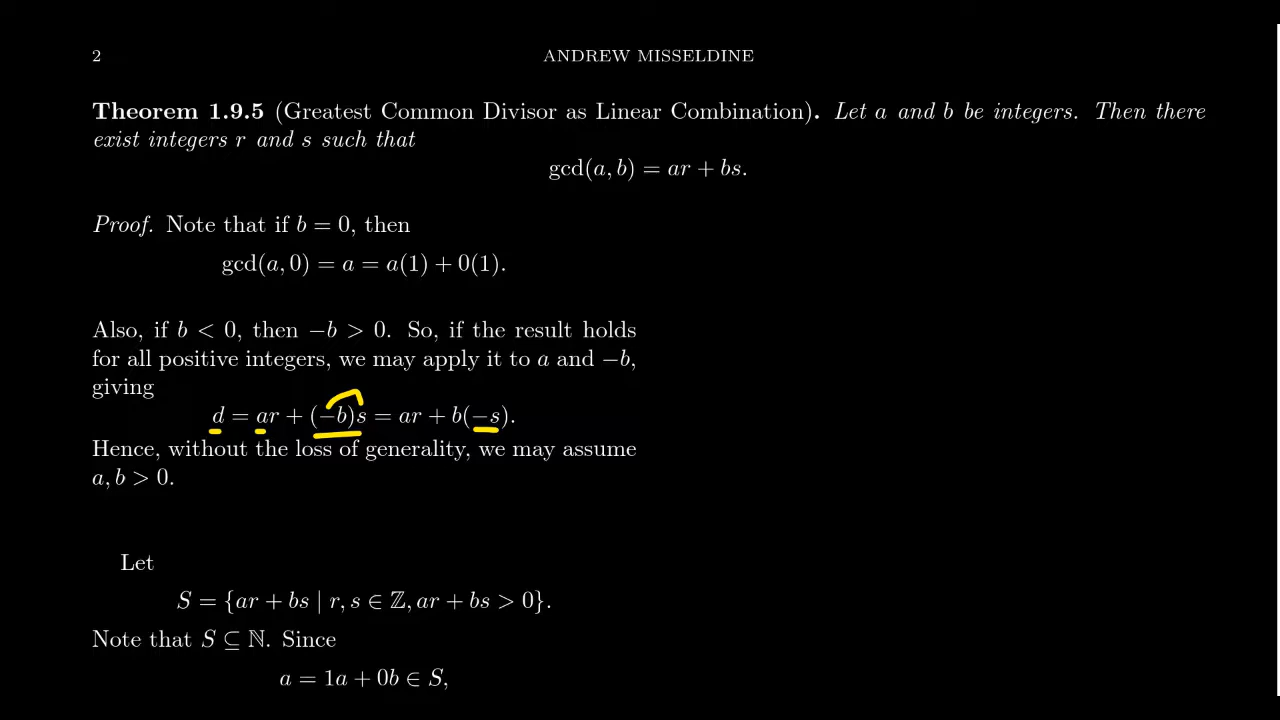 2 ANDREW MISSELDINE
Theorem 1.9.5 (Greatest Common Divisor as Linear Combination). Let a and b be integers. Then there
exist integers r and s such that
gcd(a, b) = ar + bs.
Proof. Note that if b = 0, then
gcd(a, 0) = a = a(1) + 0(1).
Also, if b < 0, then −b > 0. So, if the result holds
for all positive integers, we may apply it to a and −b,
giving
d = ar + (−b)s = ar + b(−s).
Hence, without the loss of generality, we may assume
a, b > 0.
Let
S = {ar + bs | r, s ∈ ℤ, ar + bs > 0}.
Note that S ⊆ ℕ. Since
a = 1a + 0b ∈ S,